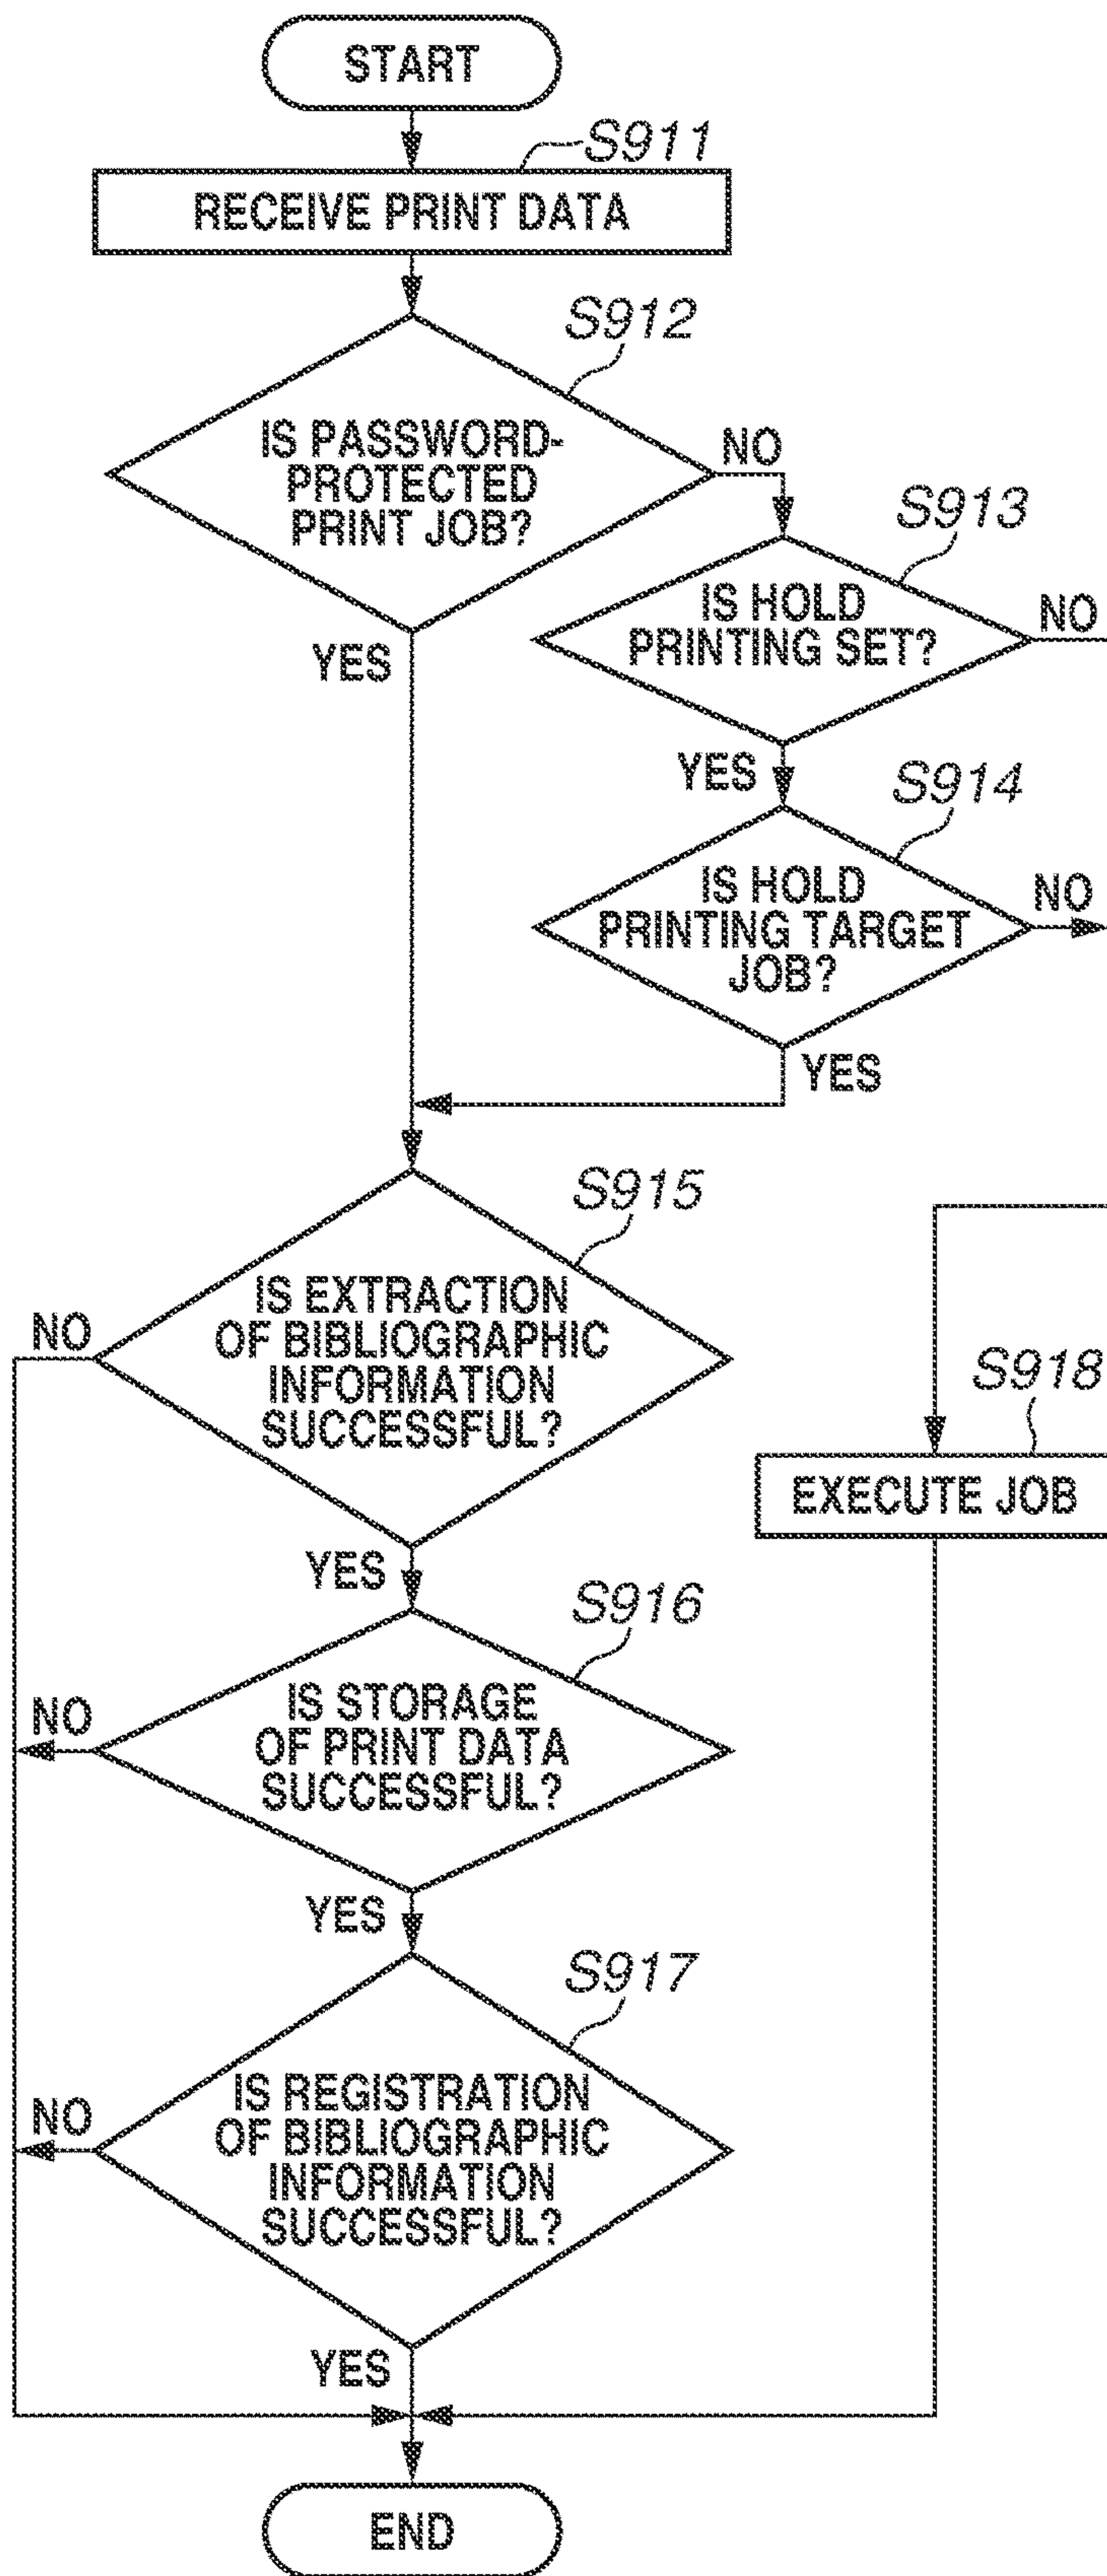 START
S911
RECEIVE PRINT DATA
S912
IS PASSWORD-
PROTECTED
PRINT JOB?
NO
YES
S913
IS HOLD
PRINTING SET?
NO
YES
S914
IS HOLD
PRINTING TARGET
JOB?
NO
YES
S915
IS EXTRACTION
OF BIBLIOGRAPHIC
INFORMATION
SUCCESSFUL?
NO
YES
S918
EXECUTE JOB
S916
IS STORAGE
OF PRINT DATA
SUCCESSFUL?
NO
YES
S917
IS REGISTRATION
OF BIBLIOGRAPHIC
INFORMATION
SUCCESSFUL?
NO
YES
END